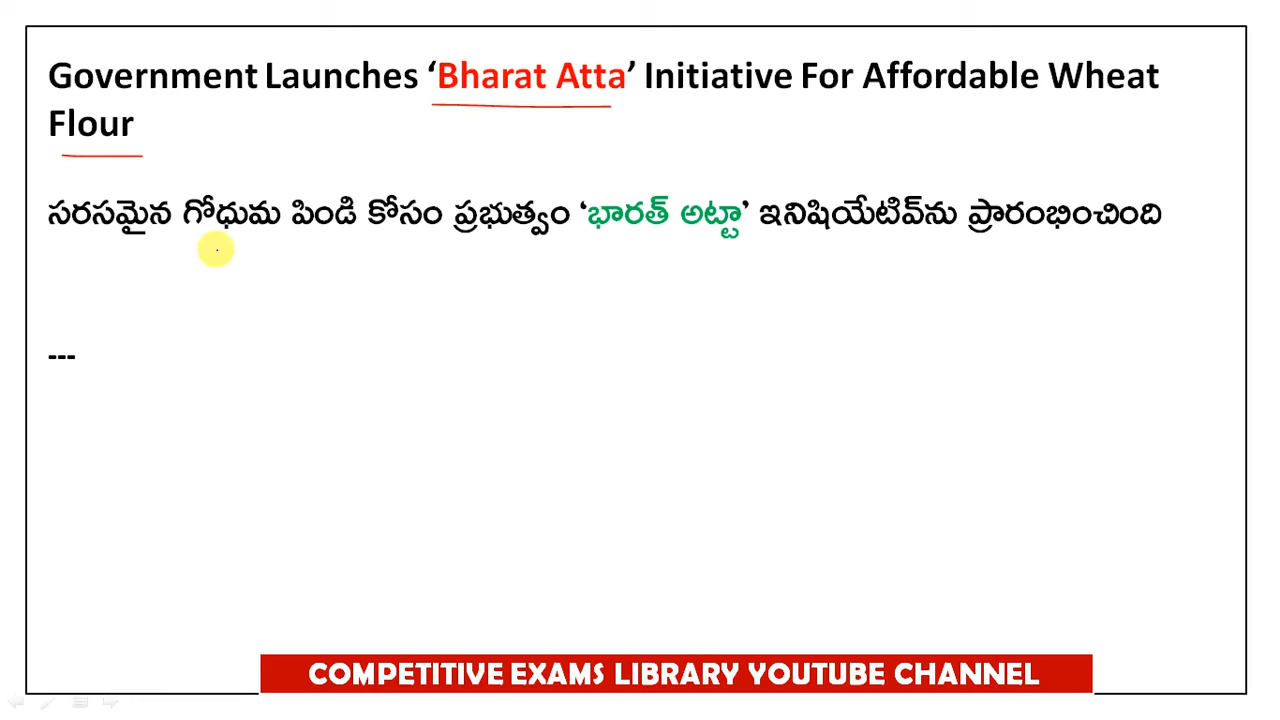 Government Launches ‘Bharat Atta’ Initiative For Affordable Wheat
Flour
సరసమైన గోధుమ పిండి కోసం ప్రభుత్వం ‘భారత్ అట్టా’ ఇనిషియేటివ్‌ను ప్రారంభించింది
---
COMPETITIVE EXAMS LIBRARY YOUTUBE CHANNEL